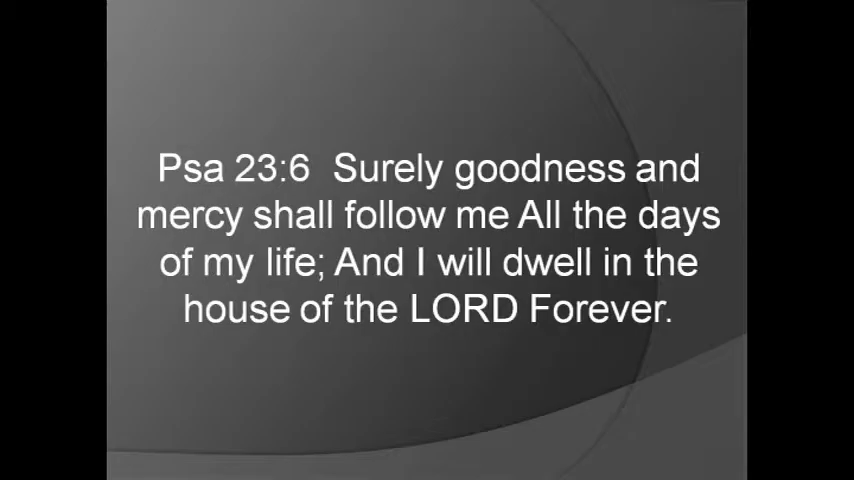 Psa 23:6  Surely goodness and
mercy shall follow me All the days
of my life; And I will dwell in the
house of the LORD Forever.